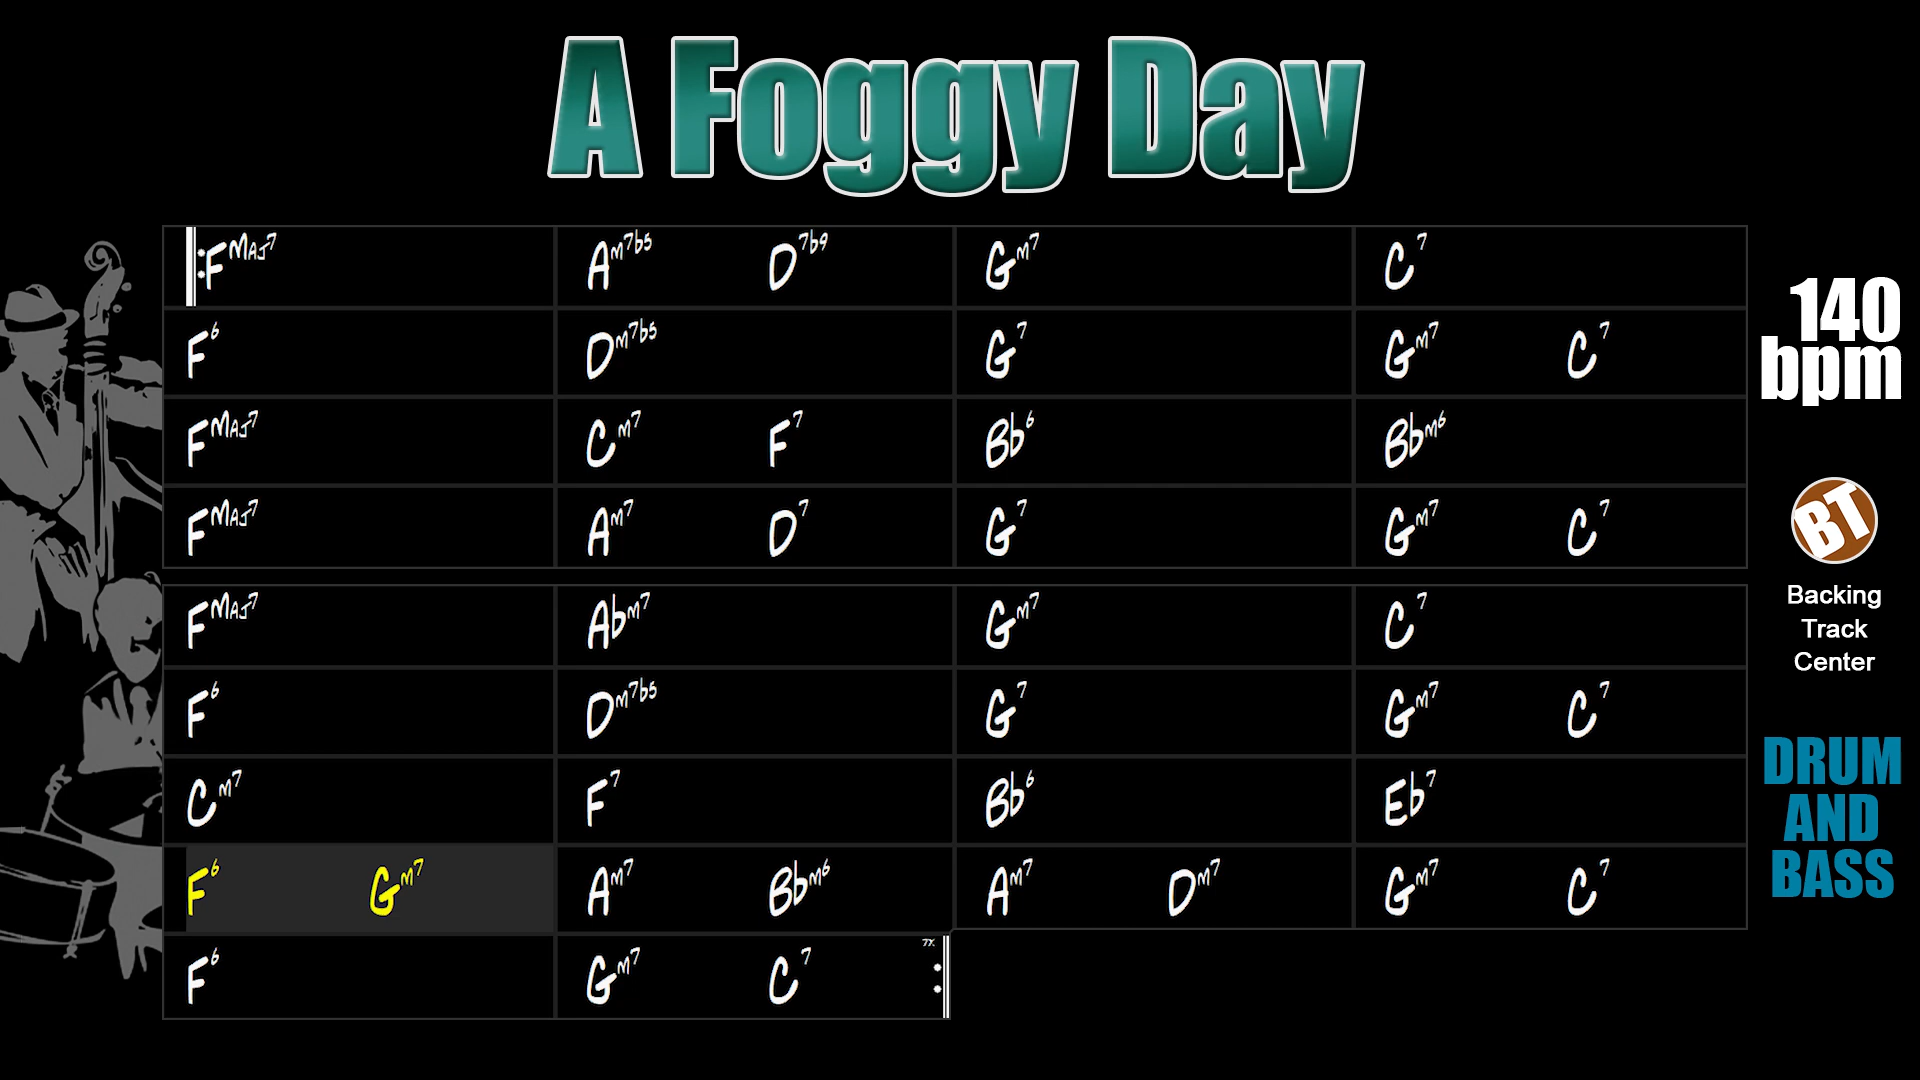 A Foggy Day
FMaj7 Am7b5 D7b9 Gm7 C7
F6 Dm7b5 G7 Gm7 C7
FMaj7 Cm7 F7 Bb6 Bbm6
FMaj7 Am7 D7 G7 Gm7 C7
FMaj7 Abm7 Gm7 C7
F6 Dm7b5 G7 Gm7 C7
Cm7 F7 Bb6 Eb7
F6 Gm7 Am7 Bbm6 Am7 Dm7 Gm7 C7
F6 Gm7 C7 7x
140
bpm
BT
Backing
Track
Center
DRUM
AND
BASS